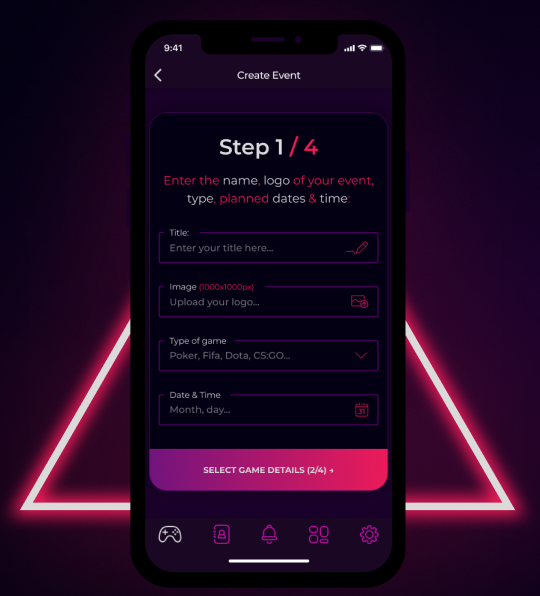 9:41
Create Event
Step 1 / 4
Enter the name, logo of your event,
type, planned dates & time:
Title:
Enter your title here...
Image (1000x1000px)
Upload your logo...
Type of game
Poker, Fifa, Dota, CS:GO...
Date & Time
Month, day...
31
SELECT GAME DETAILS (2/4) →